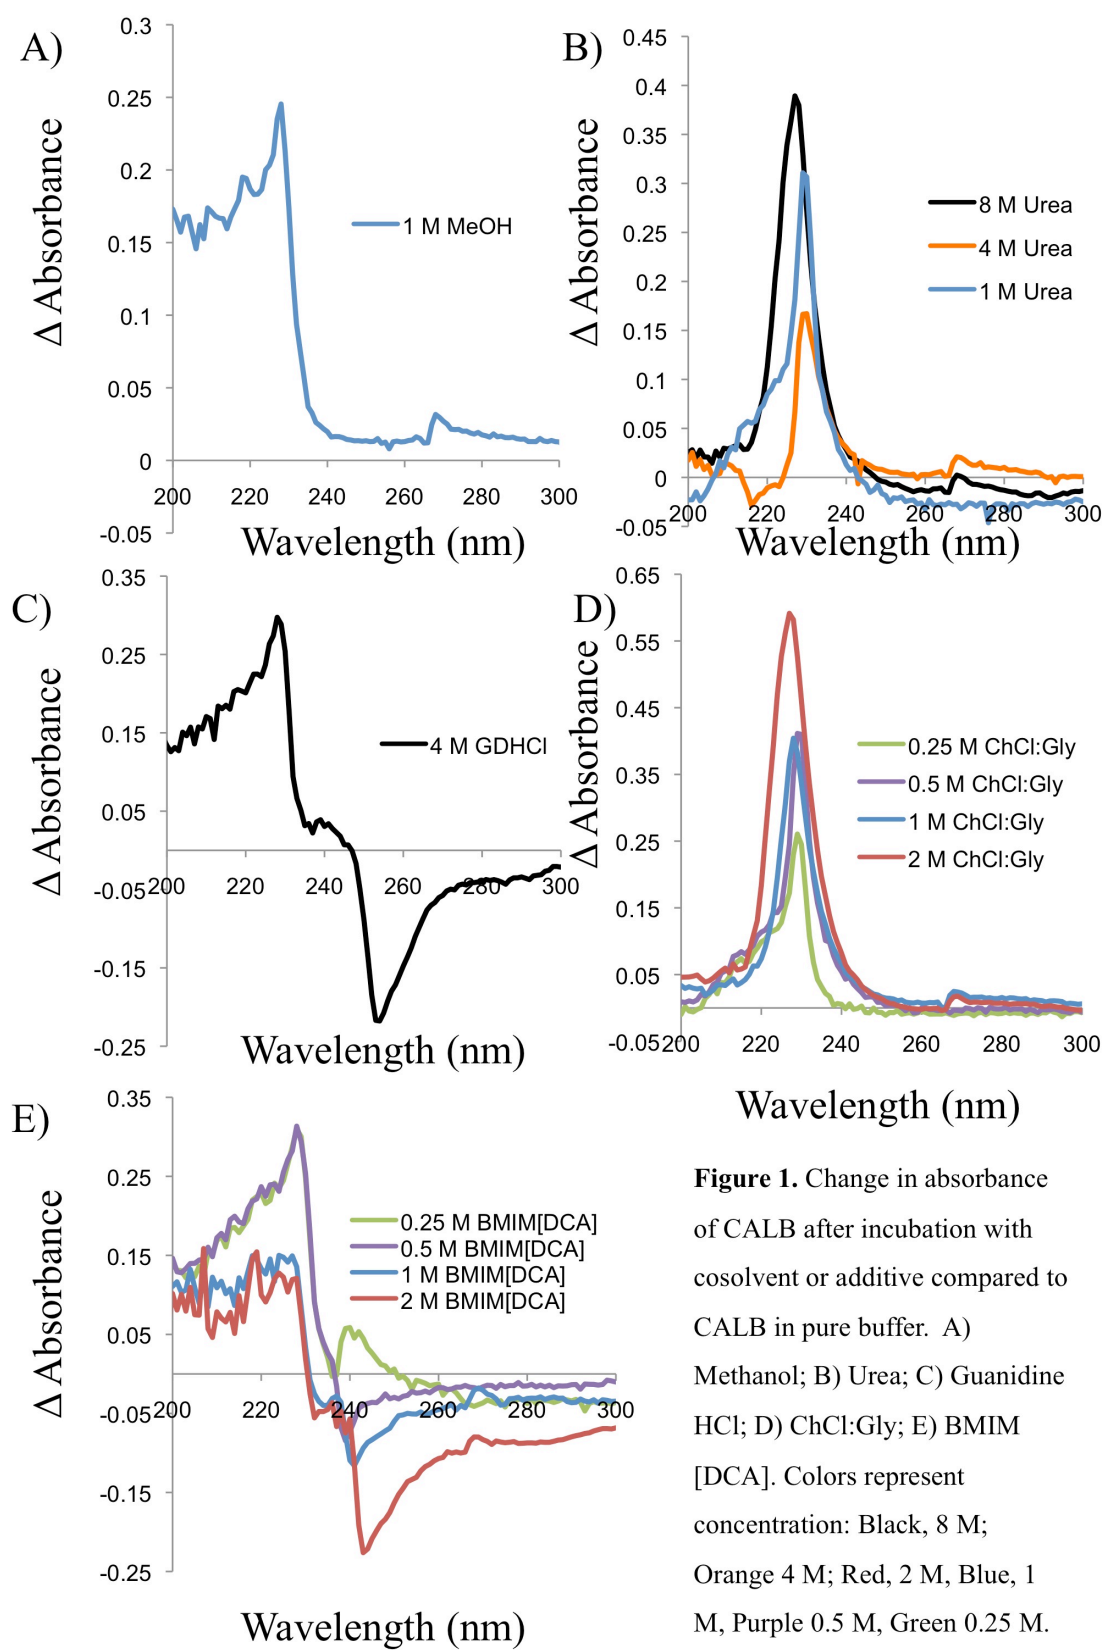 A)
0.3
0.25
0.2
0.15
0.1
0.05
0
-0.05
Δ Absorbance
1 M MeOH
200 220 240 260 280 300
Wavelength (nm)
B)
0.45
0.4
0.35
0.3
0.25
0.2
0.15
0.1
0.05
0
-0.05
Δ Absorbance
8 M Urea
4 M Urea
1 M Urea
200 220 240 260 280 300
Wavelength (nm)
C)
0.35
0.25
0.15
0.05
-0.05
-0.15
-0.25
Δ Absorbance
4 M GDHCl
200 220 240 260 280 300
Wavelength (nm)
D)
0.65
0.55
0.45
0.35
0.25
0.15
0.05
-0.05
Δ Absorbance
0.25 M ChCl:Gly
0.5 M ChCl:Gly
1 M ChCl:Gly
2 M ChCl:Gly
200 220 240 260 280 300
Wavelength (nm)
E)
0.35
0.25
0.15
0.05
-0.05
-0.15
-0.25
Δ Absorbance
0.25 M BMIM[DCA]
0.5 M BMIM[DCA]
1 M BMIM[DCA]
2 M BMIM[DCA]
200 220 240 260 280 300
Wavelength (nm)
Figure 1. Change in absorbance
of CALB after incubation with
cosolvent or additive compared to
CALB in pure buffer. A)
Methanol; B) Urea; C) Guanidine
HCl; D) ChCl:Gly; E) BMIM
[DCA]. Colors represent
concentration: Black, 8 M;
Orange 4 M; Red, 2 M, Blue, 1
M, Purple 0.5 M, Green 0.25 M.